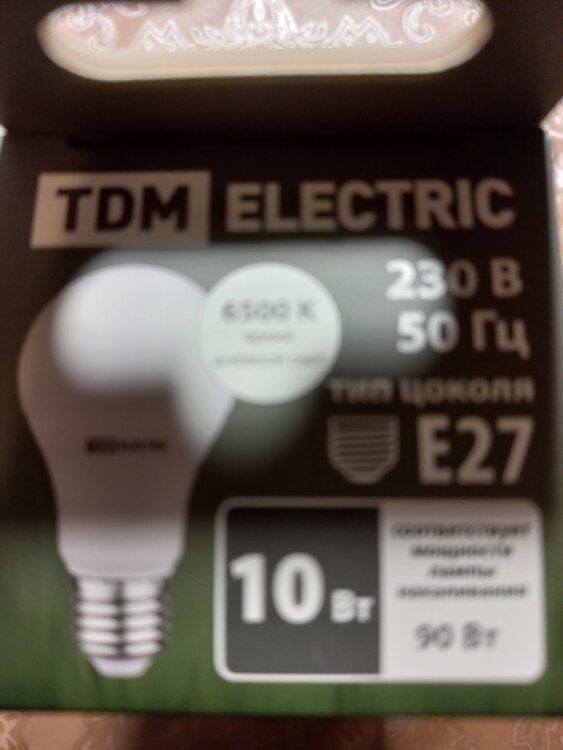 TDM ELECTRIC
230 В
50 Гц
6500 К
тип цоколя
E27
10 Вт
соответствует
мощности
лампы
накаливания
90 Вт